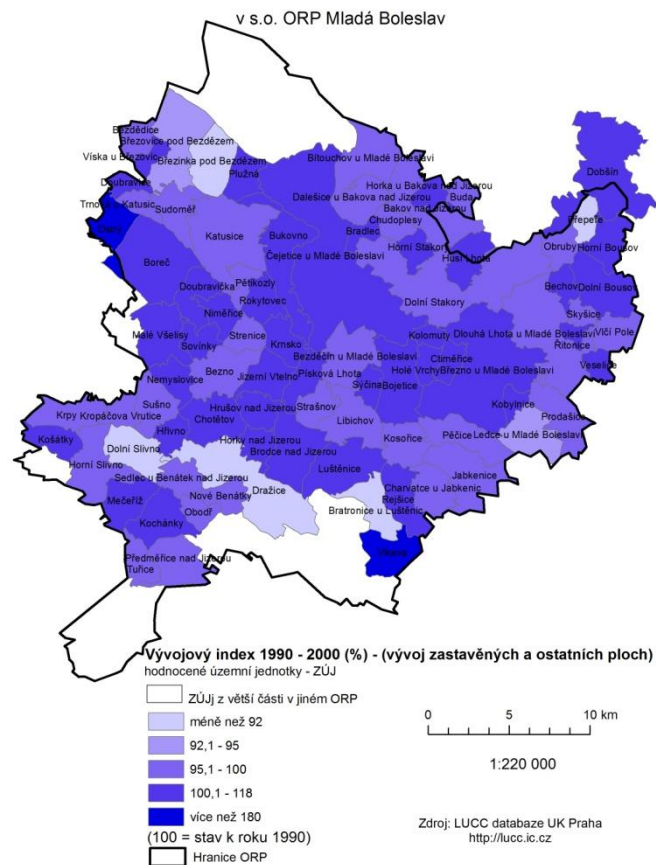 v s.o. ORP Mladá Boleslav
Bezdědice
Březovice pod Bezdězem
Víska u Březovic
Březinka pod Bezdězem
Plužná
Bítouchov u Mladé Boleslavi
Dobšín
Doubravice
Horka u Bakova nad Jizerou
Trnová
Katusic
Sudoměř
Dalešice u Bakova nad Jizerou
Buda
Bakov nad Jizerou
Přepeře
Chudoplesy
Katusice
Bukovno
Bradlec
Horní Stakory
Obruby
Horní Bousov
Boreč
Čejetice u Mladé Boleslavi
Husí Lhota
Doubravička
Pětikozly
Bechov
Dolní Bousov
Rokytovec
Dolní Stakory
Niměřice
Skyšice
Malé Všelisy
Strenice
Krnsko
Kolomuty
Dlouhá Lhota u Mladé Boleslavi
Vlčí Pole
Sovínky
Řitonice
Bezděčín u Mladé Boleslavi
Ctiměřice
Veselice
Bezno
Jizerní Vtelno
Písková Lhota
Holé Vrchy
Březno u Mladé Boleslavi
Nemyslovice
Sýčina
Bojetice
Sušno
Hrušov nad Jizerou
Strašnov
Kobylnice
Krpy
Kropáčova Vrutice
Chotětov
Libichov
Prodašice
Hřivno
Horky nad Jizerou
Kosořice
Pěčice
Ledce u Mladé Boleslavi
Košátky
Dolní Slivno
Brodce nad Jizerou
Horní Slivno
Luštěnice
Sedlec u Benátek nad Jizerou
Jabkenice
Mečeříž
Nové Benátky
Dražice
Charvatce u Jabkenic
Obodř
Rejšice
Kochánky
Bratronice u Luštěnic
Předměřice nad Jizerou
Tuřice
Vývojový index 1990 - 2000 (%) - (vývoj zastavěných a ostatních ploch)
hodnocené územní jednotky - ZÚJ
ZÚJj z větší části v jiném ORP
méně než 92
92,1 - 95
95,1 - 100
100,1 - 118
více než 180
(100 = stav k roku 1990)
Hranice ORP
0 5 10 km
1:220 000
Zdroj: LUCC databaze UK Praha
http://lucc.ic.cz